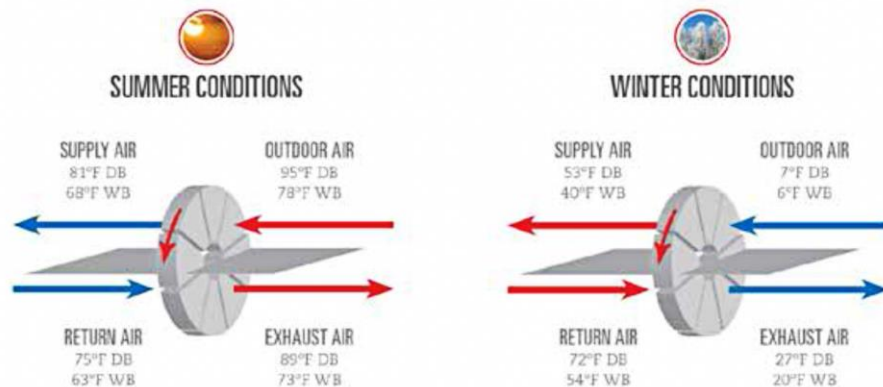 SUMMER CONDITIONS
SUPPLY AIR
81°F DB
68°F WB
OUTDOOR AIR
95°F DB
78°F WB
RETURN AIR
75°F DB
63°F WB
EXHAUST AIR
89°F DB
73°F WB
WINTER CONDITIONS
SUPPLY AIR
53°F DB
40°F WB
OUTDOOR AIR
7°F DB
6°F WB
RETURN AIR
72°F DB
54°F WB
EXHAUST AIR
27°F DB
20°F WB